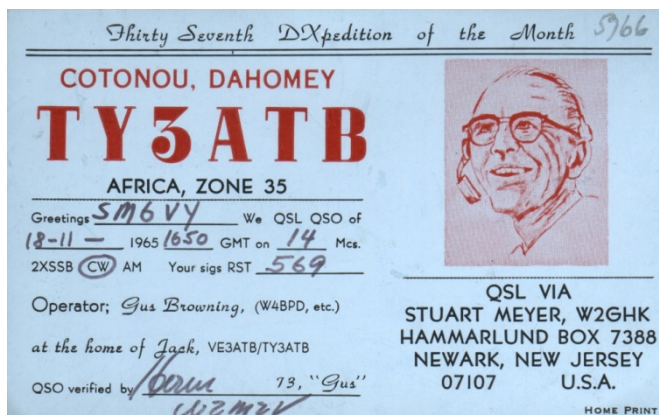 Thirty Seventh DXpedition of the Month
5966
COTONOU, DAHOMEY
TY3ATB
AFRICA, ZONE 35
Greetings SM6VY We QSL QSO of
18-11- 1965 1650 GMT on 14 Mcs.
2XSSB CW AM Your sigs RST 569
Operator; Gus Browning, (W4BPD, etc.)
at the home of Jack, VE3ATB/TY3ATB
QSO verified by 73, "Gus"
QSL VIA
STUART MEYER, W2GHK
HAMMARLUND BOX 7388
NEWARK, NEW JERSEY
07107 U.S.A.
HOME PRINT